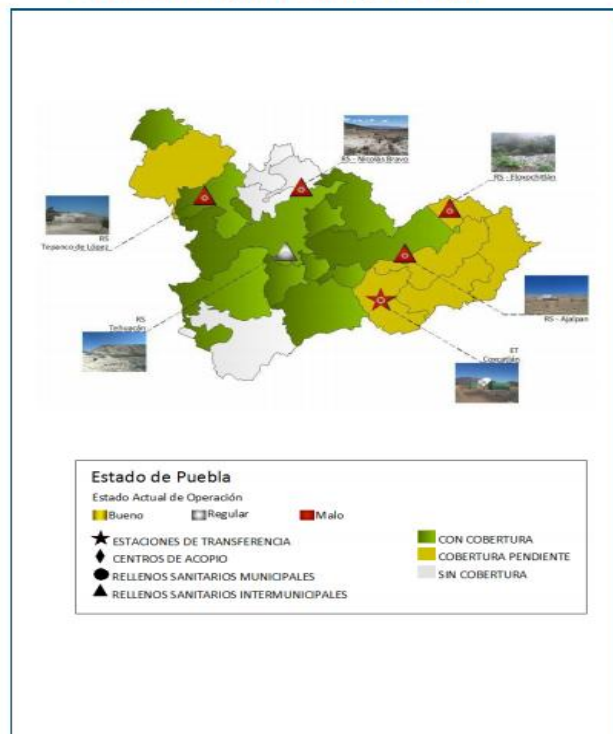 RS - Nicolás Bravo
RS - Eloxochitlán
RS
Tepanco de López
RS - Ajalpan
RS
Tehuacán
ET
Coxcatlán
Estado de Puebla
Estado Actual de Operación
Bueno
Regular
Malo
ESTACIONES DE TRANSFERENCIA
CENTROS DE ACOPIO
RELLENOS SANITARIOS MUNICIPALES
RELLENOS SANITARIOS INTERMUNICIPALES
CON COBERTURA
COBERTURA PENDIENTE
SIN COBERTURA